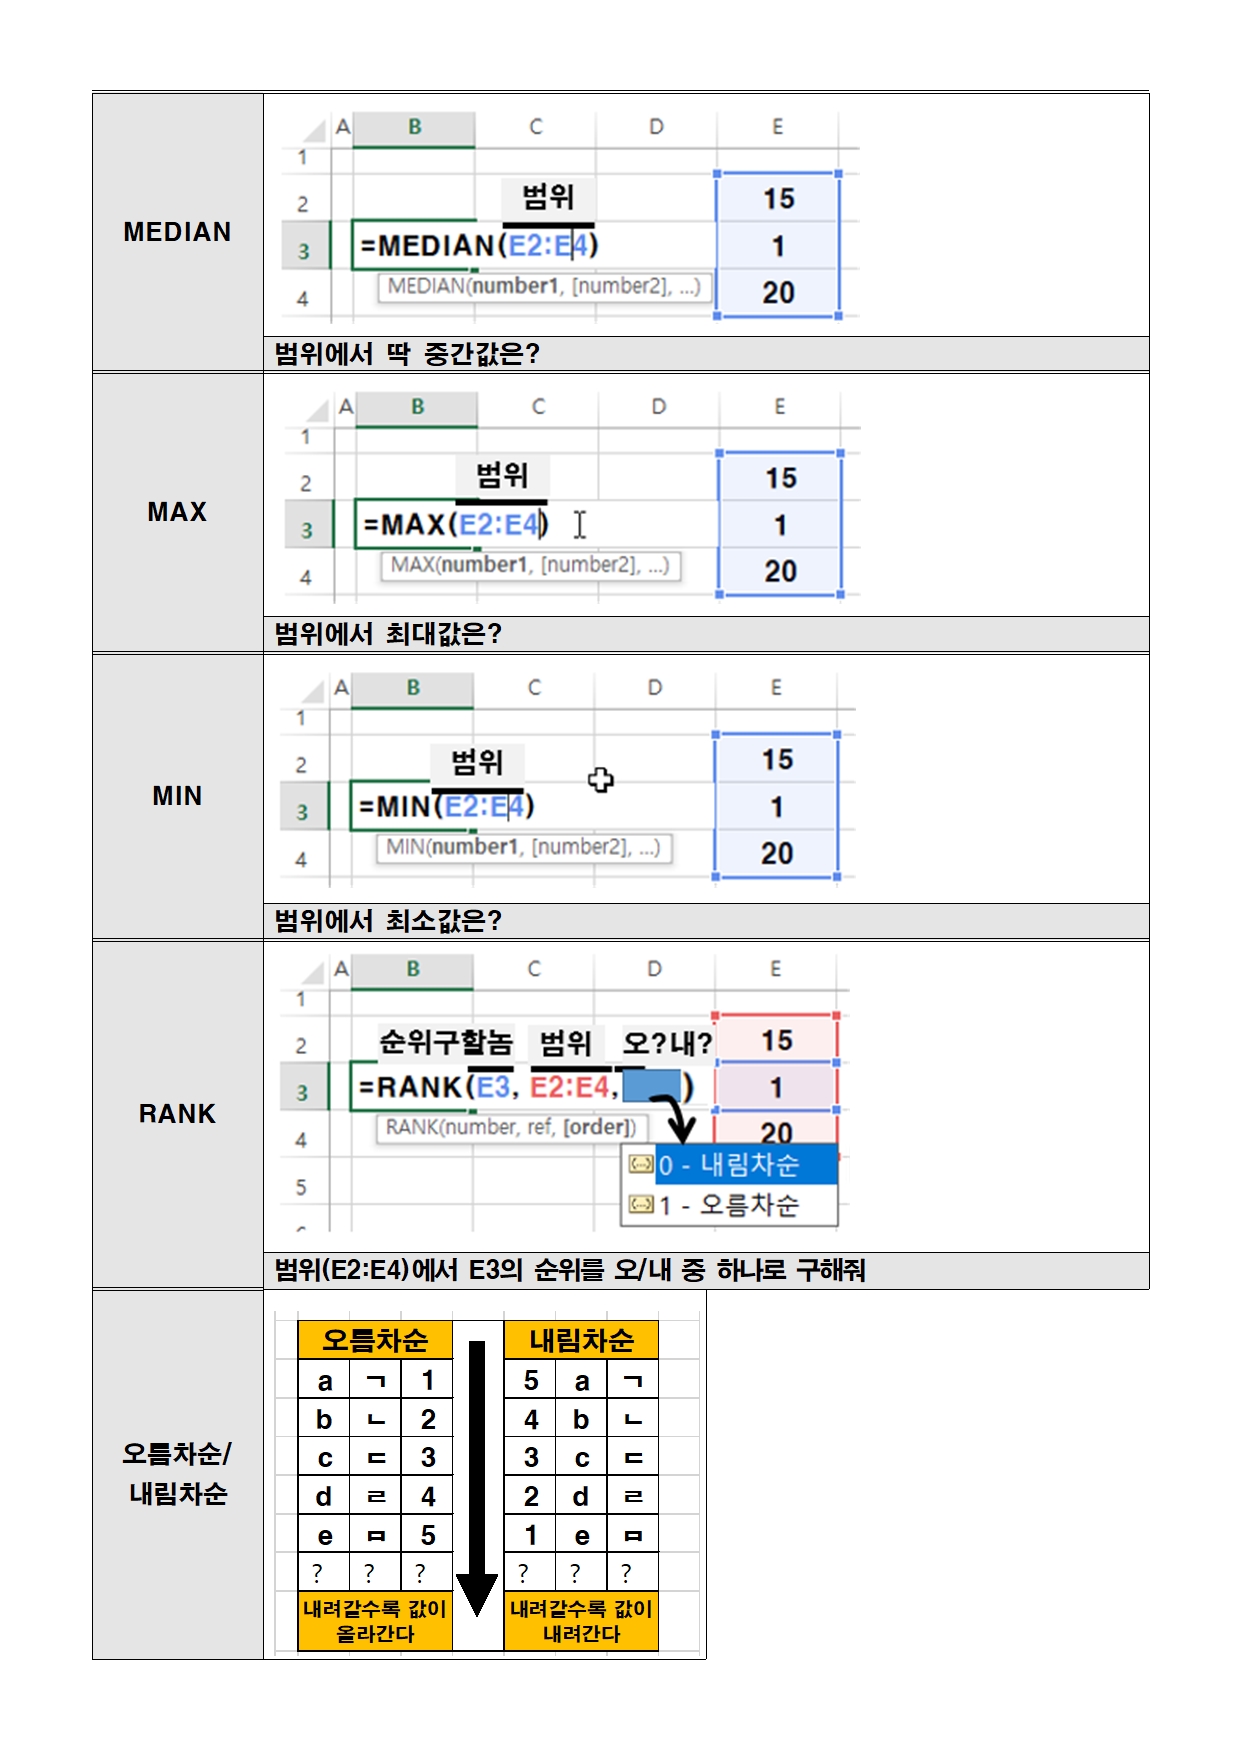 MEDIAN
A B C D E
1
2 범위 15
3 =MEDIAN(E2:E4) 1
4 MEDIAN(number1, [number2], ...) 20
범위에서 딱 중간값은?
MAX
A B C D E
1
2 범위 15
3 =MAX(E2:E4) 1
4 MAX(number1, [number2], ...) 20
범위에서 최대값은?
MIN
A B C D E
1
2 범위 15
3 =MIN(E2:E4) 1
4 MIN(number1, [number2], ...) 20
범위에서 최소값은?
RANK
A B C D E
1
2 순위구할놈 범위 오?내? 15
3 =RANK(E3, E2:E4, ) 1
4 RANK(number, ref, [order]) 20
0 - 내림차순
5 1 - 오름차순
범위(E2:E4)에서 E3의 순위를 오/내 중 하나로 구해줘
오름차순/
내림차순
오름차순 내림차순
a ㄱ 1 5 a ㄱ
b ㄴ 2 4 b ㄴ
c ㄷ 3 3 c ㄷ
d ㄹ 4 2 d ㄹ
e ㅁ 5 1 e ㅁ
? ? ? ? ? ?
내려갈수록 값이 내려갈수록 값이
올라간다 내려간다